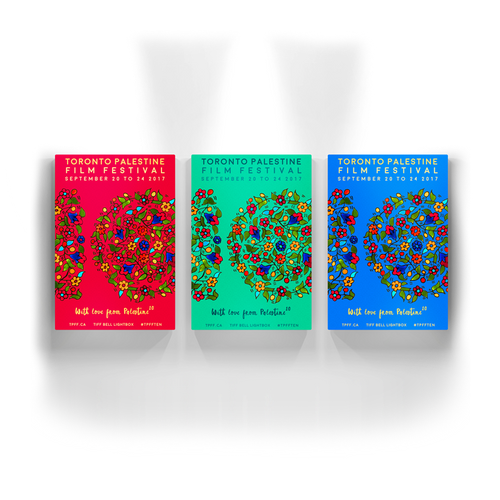 TORONTO PALESTINE
FILM FESTIVAL
SEPTEMBER 20 TO 24 2017
With love from Palestine
TPFF.CA TIFF BELL LIGHTBOX #TPFFTEN
TORONTO PALESTINE
FILM FESTIVAL
SEPTEMBER 20 TO 24 2017
With love from Palestine
TPFF.CA TIFF BELL LIGHTBOX #TPFFTEN
TORONTO PALESTINE
FILM FESTIVAL
SEPTEMBER 20 TO 24 2017
With love from Palestine
TPFF.CA TIFF BELL LIGHTBOX #TPFFTEN